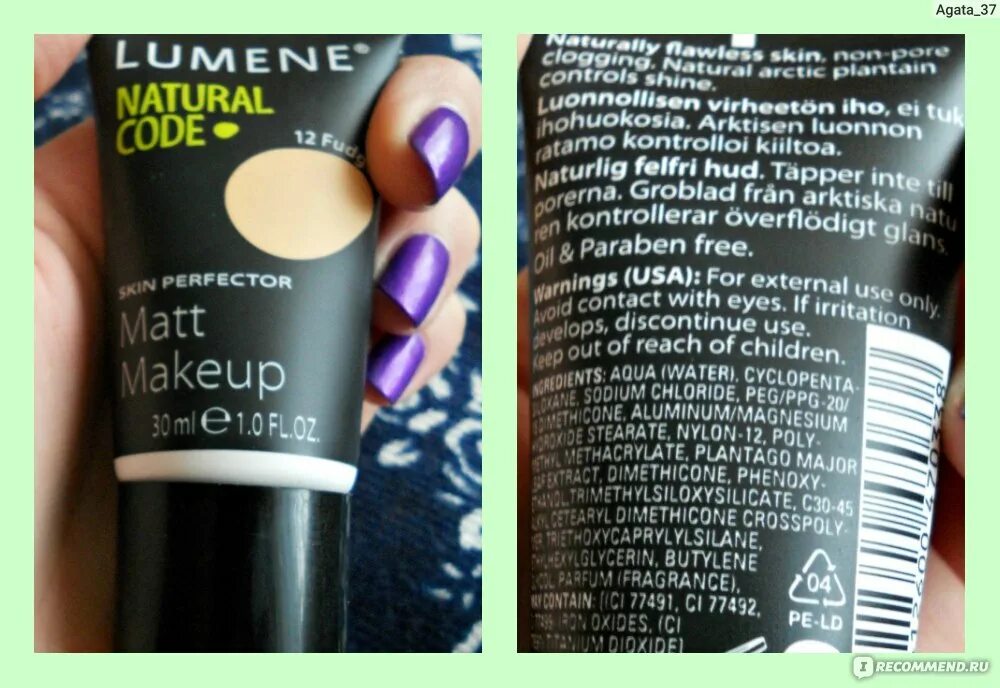 Agata_37
LUMENE®
NATURAL
CODE
12 Fudg
SKIN PERFECTOR
Matt
Makeup
30 ml e 1.0 FL.OZ.
Naturally flawless skin, non-pore
clogging. Natural arctic plantain
controls shine.
Luonnollisen virheetön iho, ei tuk
ihohuokosia. Arktisen luonnon
ratamo kontrolloi kiiltoa.
Naturlig felfri hud. Täpper inte till
porerna. Groblad från arktiska natu
ren kontrollerar överflödigt glans.
Oil & Paraben free.
Warnings (USA): For external use only.
Avoid contact with eyes. If irritation
develops, discontinue use.
Keep out of reach of children.
INGREDIENTS: AQUA (WATER), CYCLOPENTA-
SILOXANE, SODIUM CHLORIDE, PEG/PPG-20/
DIMETHICONE, ALUMINUM/MAGNESIUM
HYDROXIDE STEARATE, NYLON-12, POLY-
METHYL METHACRYLATE, PLANTAGO MAJOR
LEAF EXTRACT, DIMETHICONE, PHENOXY-
ETHANOL, TRIMETHYLSILOXYSILICATE, C30-45
ALKYL CETEARYL DIMETHICONE CROSSPOLY-
MER, TRIETHOXYCAPRYLYLSILANE,
ETHYLHEXYLGLYCERIN, BUTYLENE
GLYCOL, PARFUM (FRAGRANCE),
MAY CONTAIN: [(CI 77491, CI 77492,
IRON OXIDES, (CI
TITANIUM DIOXIDE)
04
PE-LD
IRECOMMEND.RU